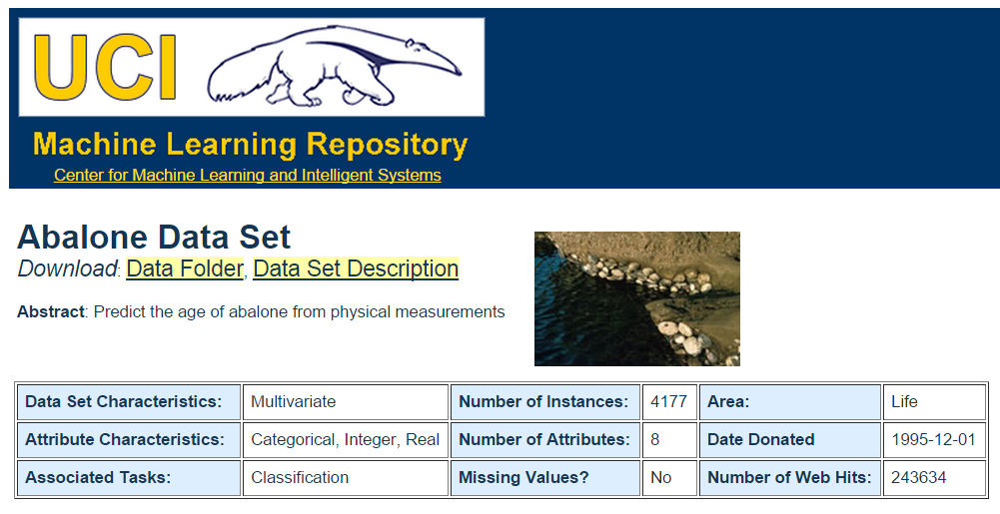 UCI
Machine Learning Repository
Center for Machine Learning and Intelligent Systems
Abalone Data Set
Download: Data Folder, Data Set Description
Abstract: Predict the age of abalone from physical measurements
Data Set Characteristics: Multivariate Number of Instances: 4177 Area: Life
Attribute Characteristics: Categorical, Integer, Real Number of Attributes: 8 Date Donated 1995-12-01
Associated Tasks: Classification Missing Values? No Number of Web Hits: 243634